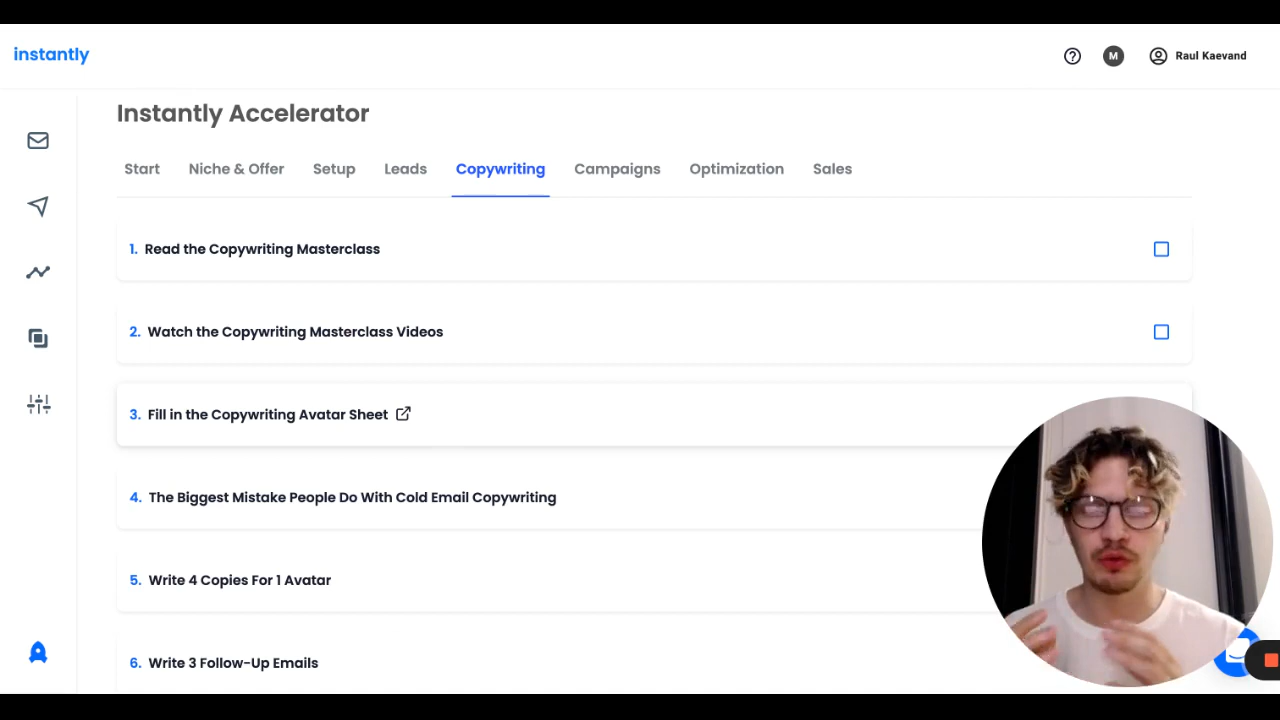 instantly
M
Raul Kaevand
Instantly Accelerator
Start Niche & Offer Setup Leads Copywriting Campaigns Optimization Sales
1. Read the Copywriting Masterclass
2. Watch the Copywriting Masterclass Videos
3. Fill in the Copywriting Avatar Sheet
4. The Biggest Mistake People Do With Cold Email Copywriting
5. Write 4 Copies For 1 Avatar
6. Write 3 Follow-Up Emails